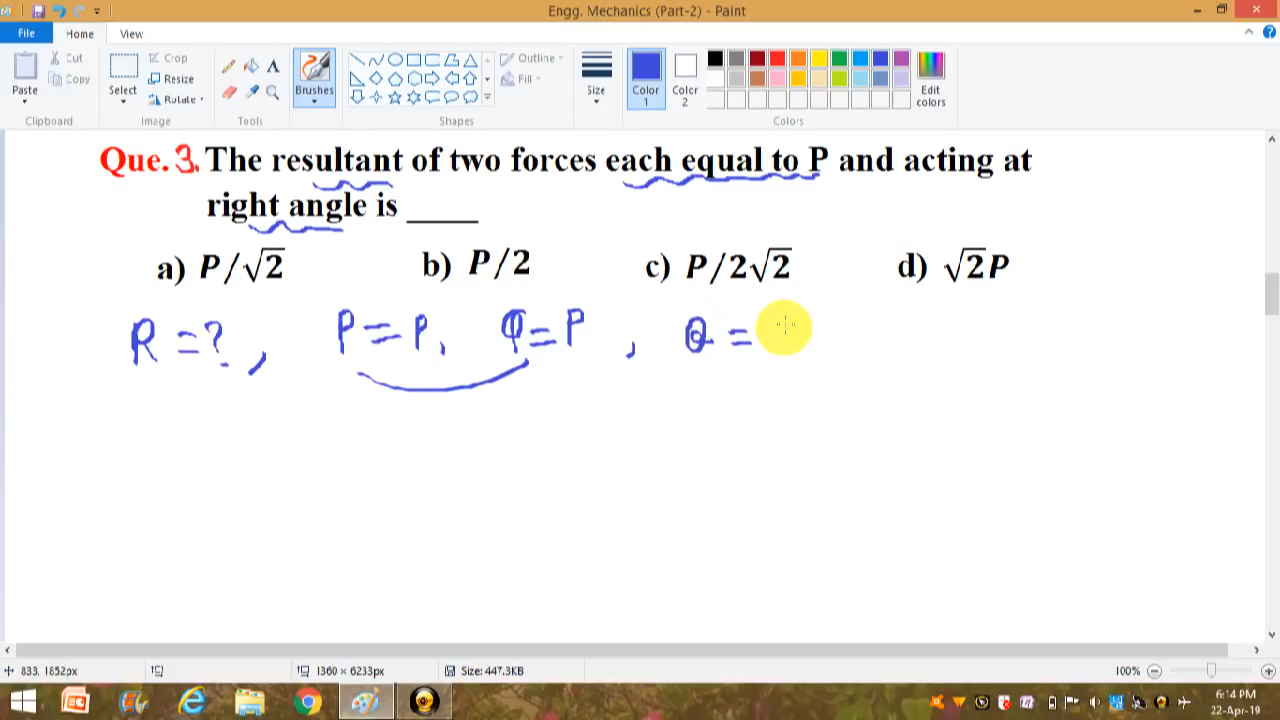 Engg. Mechanics (Part-2) - Paint
File Home View
Paste
Cut
Copy
Clipboard
Select
Crop
Resize
Rotate
Image
Tools
Brushes
Outline
Fill
Shapes
Size
Color 1
Color 2
Edit colors
Colors
Que. 3. The resultant of two forces each equal to P and acting at
right angle is ____
a) P/√2 b) P/2 c) P/2√2 d) √2P
R = ? , P = P, Q = P , θ =
833, 1852px 1360 × 6233px Size: 447.3KB 100%
6:14 PM
22-Apr-19